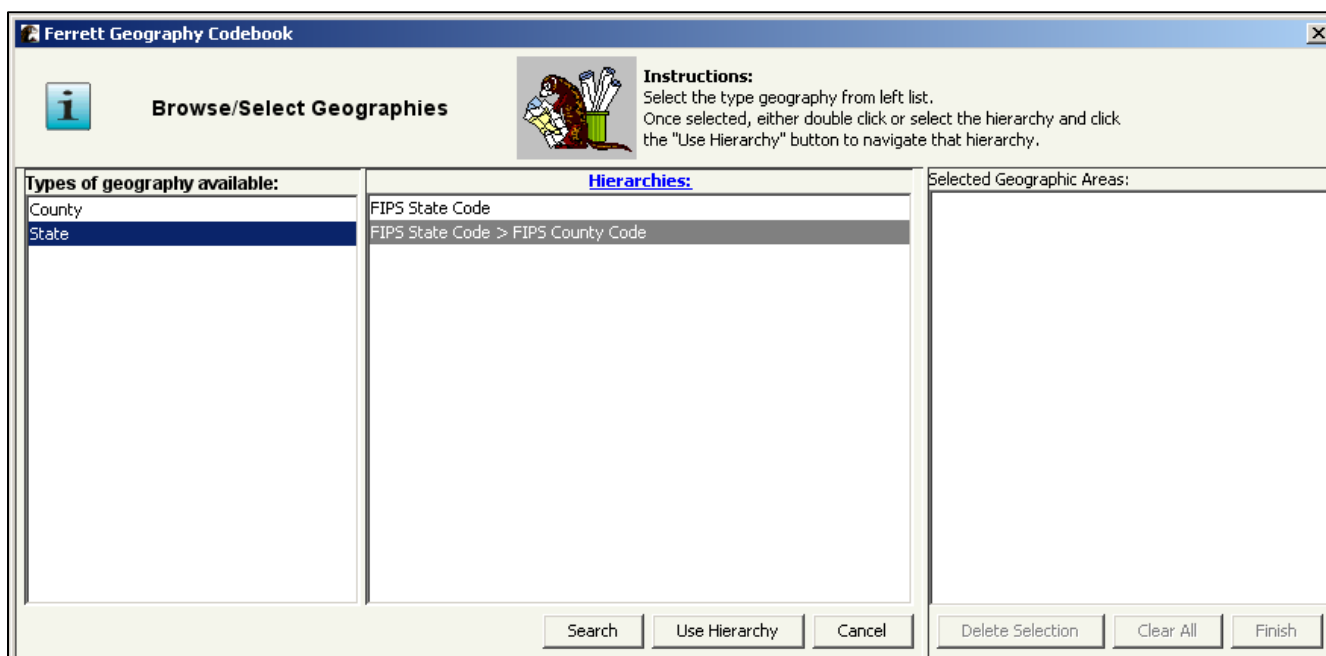 Ferrett Geography Codebook
Browse/Select Geographies
Instructions:
Select the type geography from left list.
Once selected, either double click or select the hierarchy and click
the "Use Hierarchy" button to navigate that hierarchy.
Types of geography available:
County
State
Hierarchies:
FIPS State Code
FIPS State Code > FIPS County Code
Selected Geographic Areas:
Search
Use Hierarchy
Cancel
Delete Selection
Clear All
Finish